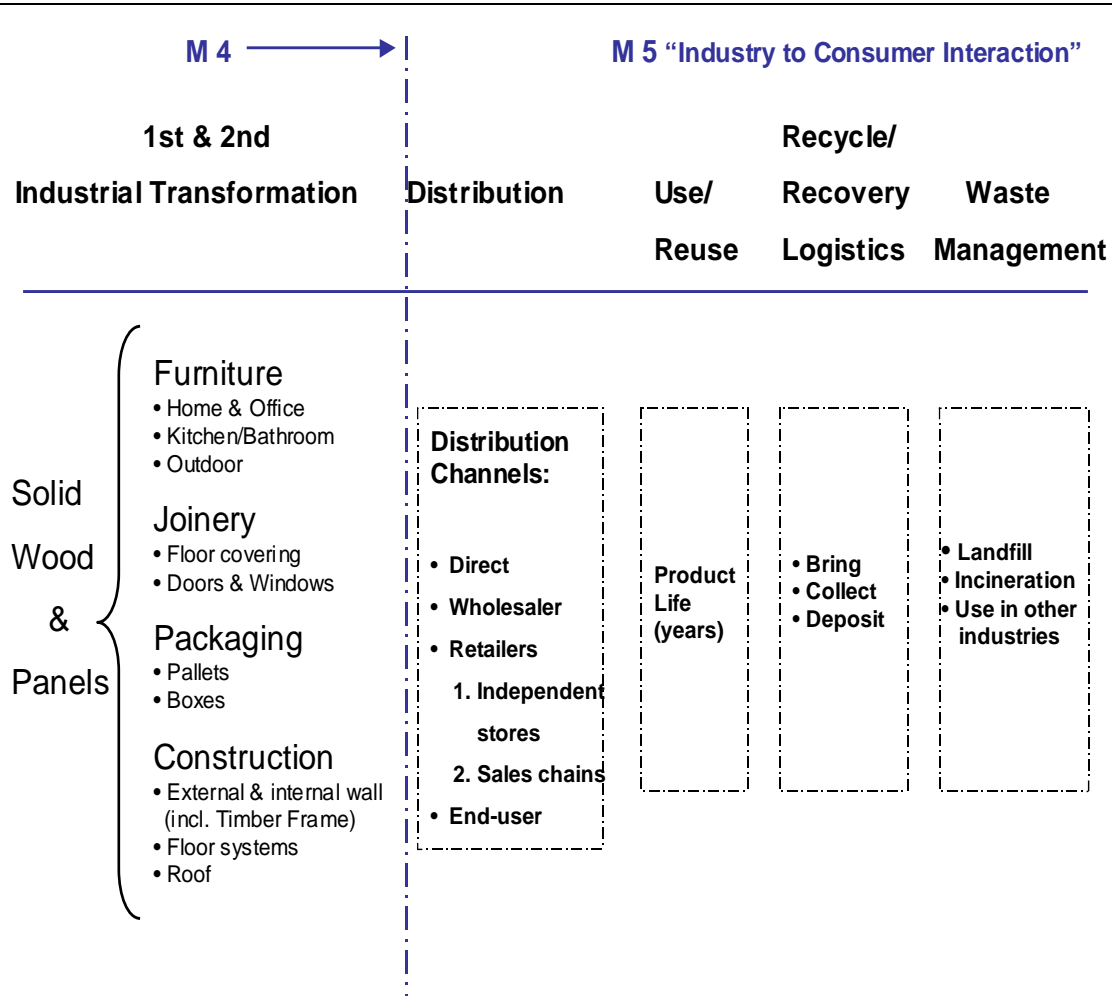 M 4
M 5 “Industry to Consumer Interaction”
1st & 2nd
Industrial Transformation
Distribution
Use/
Reuse
Recycle/
Recovery
Logistics
Waste
Management
Solid
Wood
&
Panels
Furniture
• Home & Office
• Kitchen/Bathroom
• Outdoor
Joinery
• Floor covering
• Doors & Windows
Packaging
• Pallets
• Boxes
Construction
• External & internal wall
(incl. Timber Frame)
• Floor systems
• Roof
Distribution
Channels:
• Direct
• Wholesaler
• Retailers
1. Independent
stores
2. Sales chains
• End-user
Product
Life
(years)
• Bring
• Collect
• Deposit
• Landfill
• Incineration
• Use in other
industries